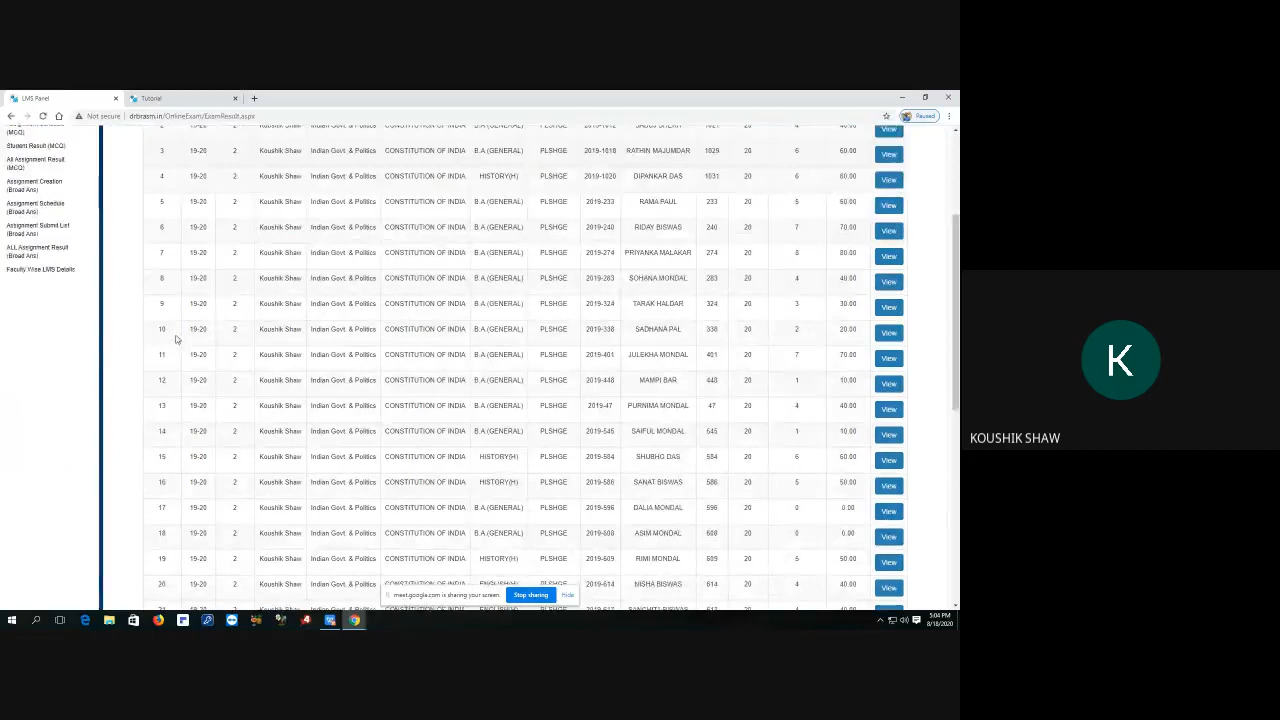 LMS Panel
Tutorial
Not secure
drbrasm.in/OnlineExam/ExamResult.aspx
Paused
(MCQ)
Student Result (MCQ)
All Assignment Result
(MCQ)
Assignment Creation
(Broad Ans)
Assignment Schedule
(Broad Ans)
Assignment Submit List
(Broad Ans)
ALL Assignment Result
(Broad Ans)
Faculty Wise LMS Details
View
3 19-20 2 Koushik Shaw Indian Govt. & Politics CONSTITUTION OF INDIA B.A.(GENERAL) PLSHGE 2019-1018 RATHIN MAJUMDAR 1029 20 6 60.00 View
4 19-20 2 Koushik Shaw Indian Govt. & Politics CONSTITUTION OF INDIA HISTORY(H) PLSHGE 2019-1020 DIPANKAR DAS 1031 20 6 60.00 View
5 19-20 2 Koushik Shaw Indian Govt. & Politics CONSTITUTION OF INDIA B.A.(GENERAL) PLSHGE 2019-233 RAMA PAUL 233 20 5 50.00 View
6 19-20 2 Koushik Shaw Indian Govt. & Politics CONSTITUTION OF INDIA B.A.(GENERAL) PLSHGE 2019-240 RIDAY BISWAS 240 20 7 70.00 View
7 19-20 2 Koushik Shaw Indian Govt. & Politics CONSTITUTION OF INDIA B.A.(GENERAL) PLSHGE 2019-274 PRIYANKA MALAKAR 274 20 8 80.00 View
8 19-20 2 Koushik Shaw Indian Govt. & Politics CONSTITUTION OF INDIA B.A.(GENERAL) PLSHGE 2019-283 SOHANA MONDAL 283 20 4 40.00 View
9 19-20 2 Koushik Shaw Indian Govt. & Politics CONSTITUTION OF INDIA B.A.(GENERAL) PLSHGE 2019-324 TARAK HALDAR 324 20 3 30.00 View
10 19-20 2 Koushik Shaw Indian Govt. & Politics CONSTITUTION OF INDIA B.A.(GENERAL) PLSHGE 2019-338 SADHANA PAL 338 20 2 20.00 View
11 19-20 2 Koushik Shaw Indian Govt. & Politics CONSTITUTION OF INDIA B.A.(GENERAL) PLSHGE 2019-401 JULEKHA MONDAL 401 20 7 70.00 View
12 19-20 2 Koushik Shaw Indian Govt. & Politics CONSTITUTION OF INDIA B.A.(GENERAL) PLSHGE 2019-448 MAMPI BAR 448 20 1 10.00 View
13 19-20 2 Koushik Shaw Indian Govt. & Politics CONSTITUTION OF INDIA B.A.(GENERAL) PLSHGE 2019-47 PURNIMA MONDAL 47 20 4 40.00 View
14 19-20 2 Koushik Shaw Indian Govt. & Politics CONSTITUTION OF INDIA B.A.(GENERAL) PLSHGE 2019-545 SAIFUL MONDAL 545 20 1 10.00 View
15 19-20 2 Koushik Shaw Indian Govt. & Politics CONSTITUTION OF INDIA HISTORY(H) PLSHGE 2019-584 SHUBHO DAS 584 20 6 60.00 View
16 19-20 2 Koushik Shaw Indian Govt. & Politics CONSTITUTION OF INDIA HISTORY(H) PLSHGE 2019-586 SANAT BISWAS 586 20 5 50.00 View
17 19-20 2 Koushik Shaw Indian Govt. & Politics CONSTITUTION OF INDIA B.A.(GENERAL) PLSHGE 2019-596 DALIA MONDAL 596 20 0 0.00 View
18 19-20 2 Koushik Shaw Indian Govt. & Politics CONSTITUTION OF INDIA B.A.(GENERAL) PLSHGE 2019-608 ASIM MONDAL 608 20 0 0.00 View
19 19-20 2 Koushik Shaw Indian Govt. & Politics CONSTITUTION OF INDIA HISTORY(H) PLSHGE 2019-609 RIMI MONDAL 609 20 5 50.00 View
20 19-20 2 Koushik Shaw Indian Govt. & Politics CONSTITUTION OF INDIA ENGLISH(H) PLSHGE 2019-614 MISHA BISWAS 614 20 4 40.00 View
meet.google.com is sharing your screen.
Stop sharing
Hide
5:04 PM
8/18/2020
K
KOUSHIK SHAW